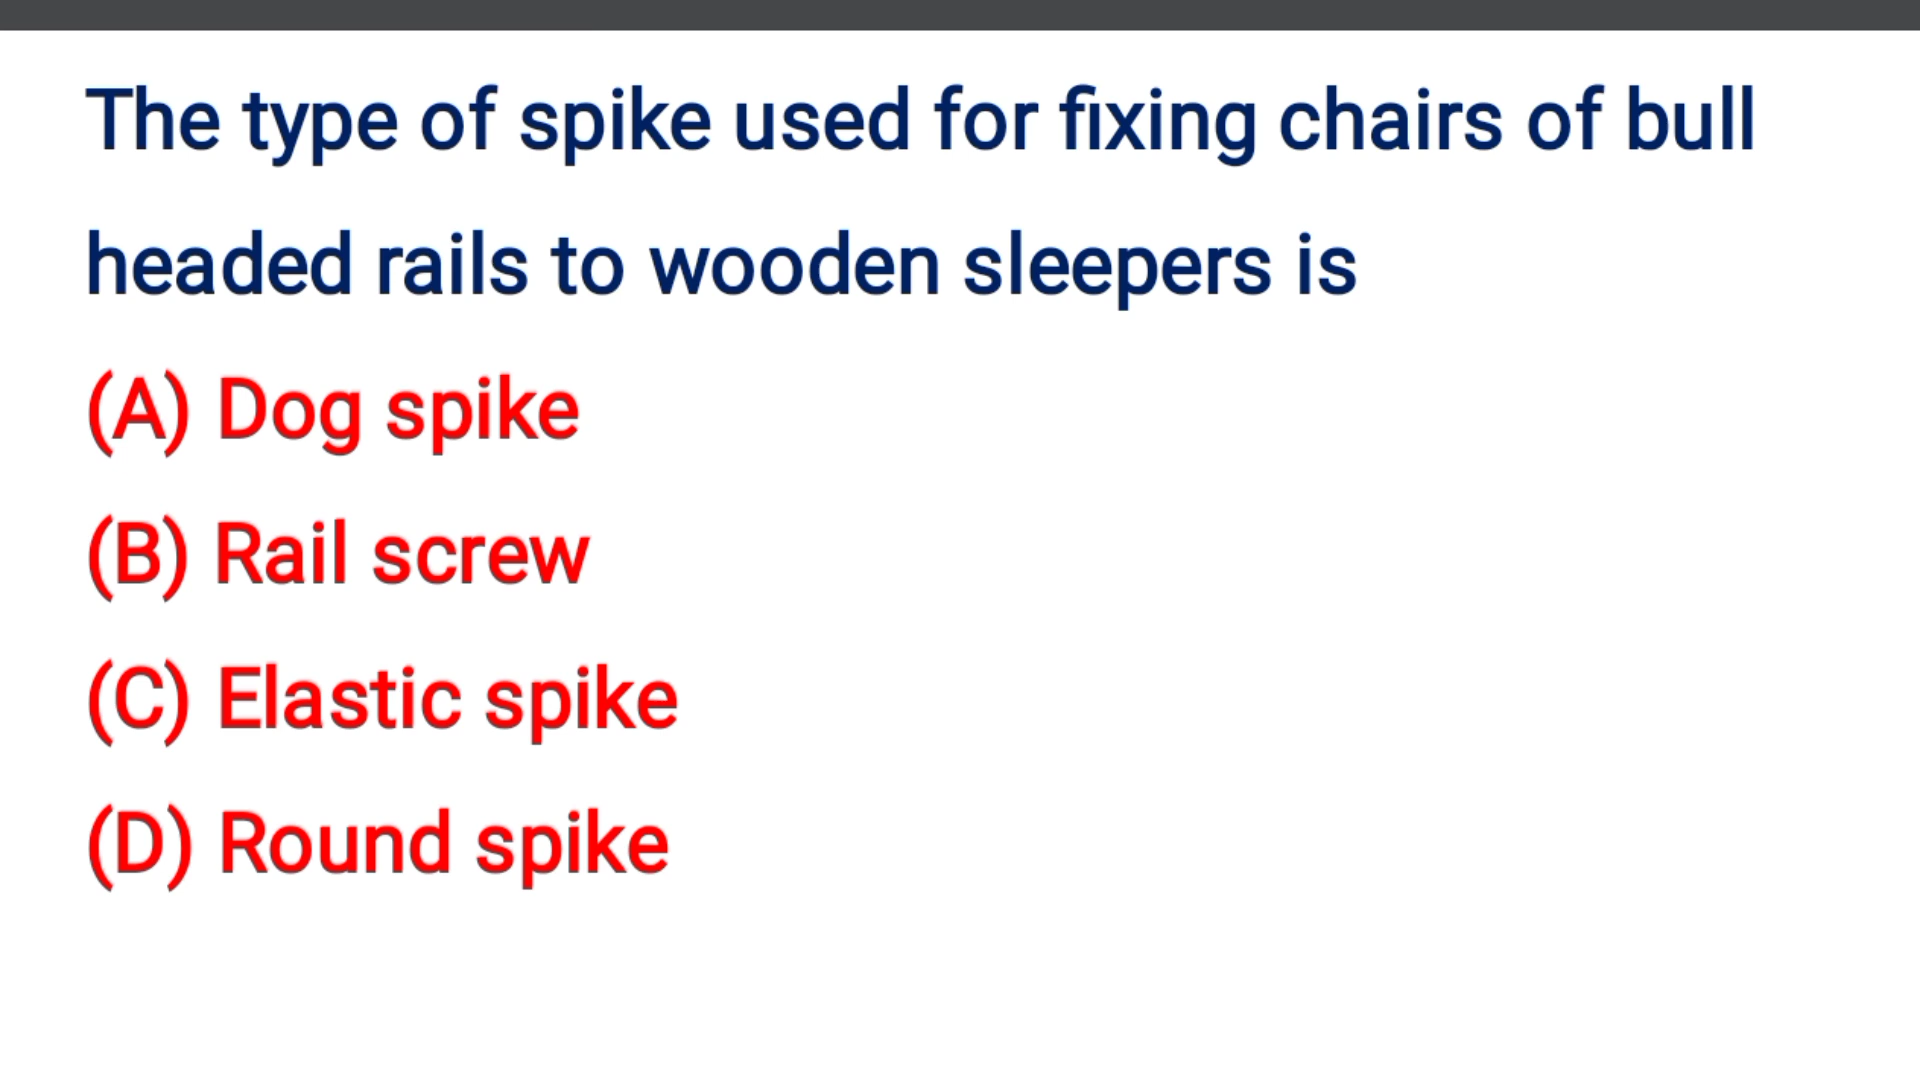 The type of spike used for fixing chairs of bull
headed rails to wooden sleepers is
(A) Dog spike
(B) Rail screw
(C) Elastic spike
(D) Round spike